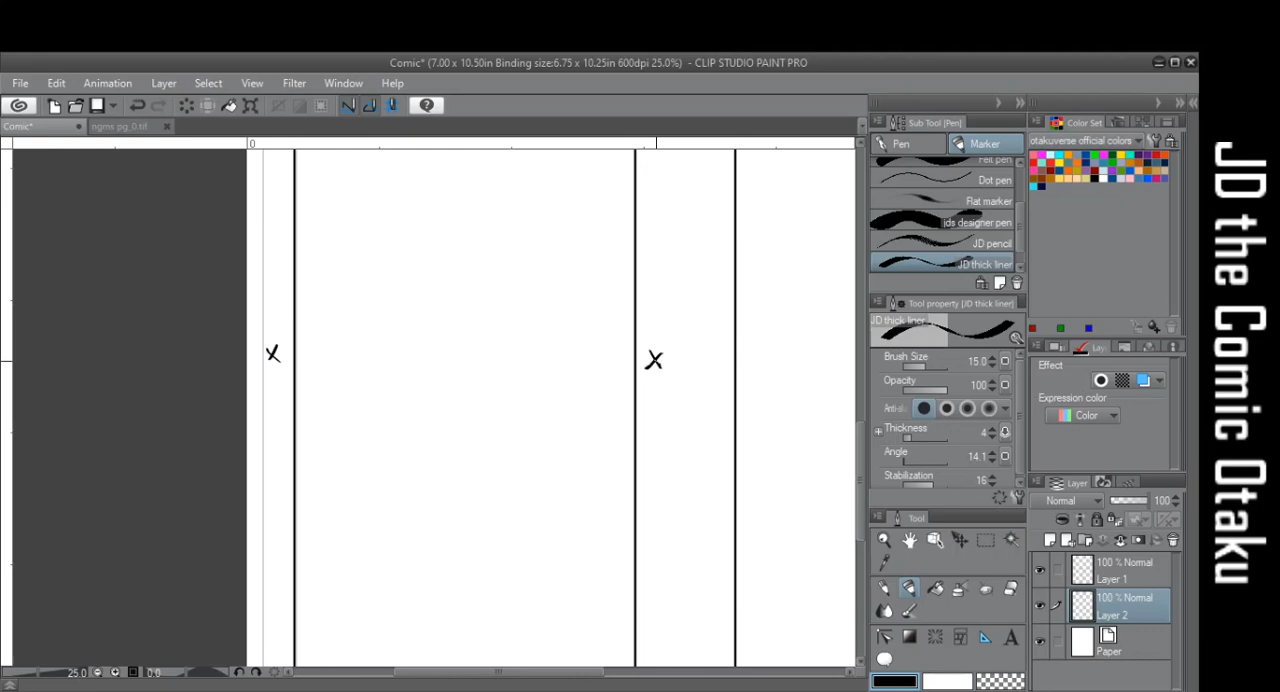 Comic* (7.00 x 10.50in Binding size:6.75 x 10.25in 600dpi 25.0%) - CLIP STUDIO PAINT PRO
File Edit Animation Layer Select View Filter Window Help
Comic* ngms pg_0.tif
0
x x
Sub Tool [Pen]
Pen Marker
Felt pen
Dot pen
Flat marker
jds designer pen
JD pencil
JD thick liner
Tool property [JD thick liner]
JD thick liner
Brush Size 15.0
Opacity 100
Anti-
Thickness 4
Angle 14.1
Stabilization 16
Tool
A
Color Set
otakuverse official colors
Lay
Effect
Expression color
Color
Layer
Normal 100
100 % Normal
Layer 1
100 % Normal
Layer 2
Paper
25.0 0.0
JD the Comic Otaku